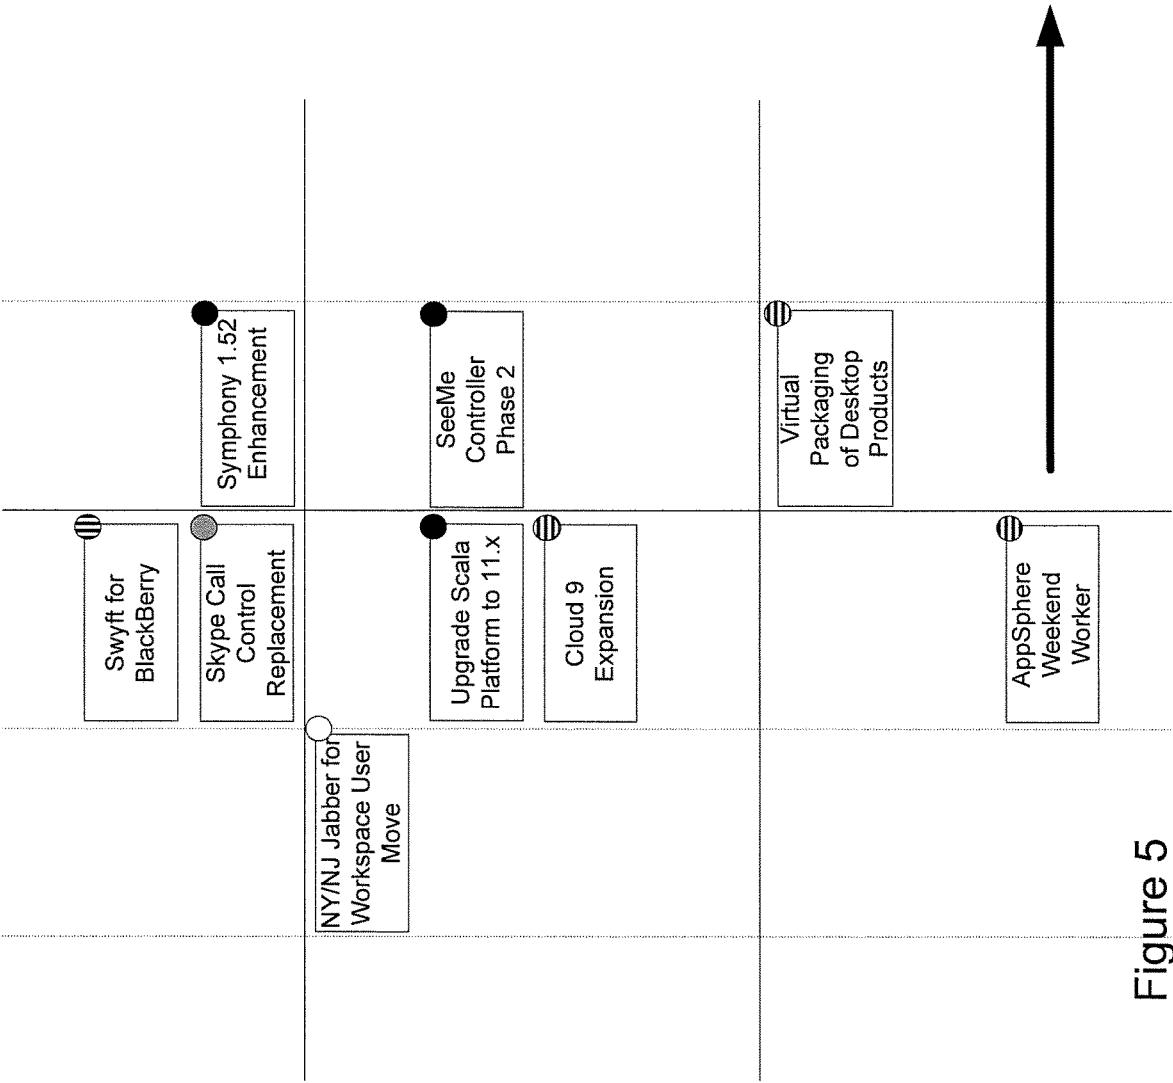 Swyft for
BlackBerry
Skype Call
Control
Replacement
Symphony 1.52
Enhancement
NY/NJ Jabber for
Workspace User
Move
Upgrade Scala
Platform to 11.x
SeeMe
Controller
Phase 2
Cloud 9
Expansion
Virtual
Packaging
of Desktop
Products
AppSphere
Weekend
Worker
Figure 5